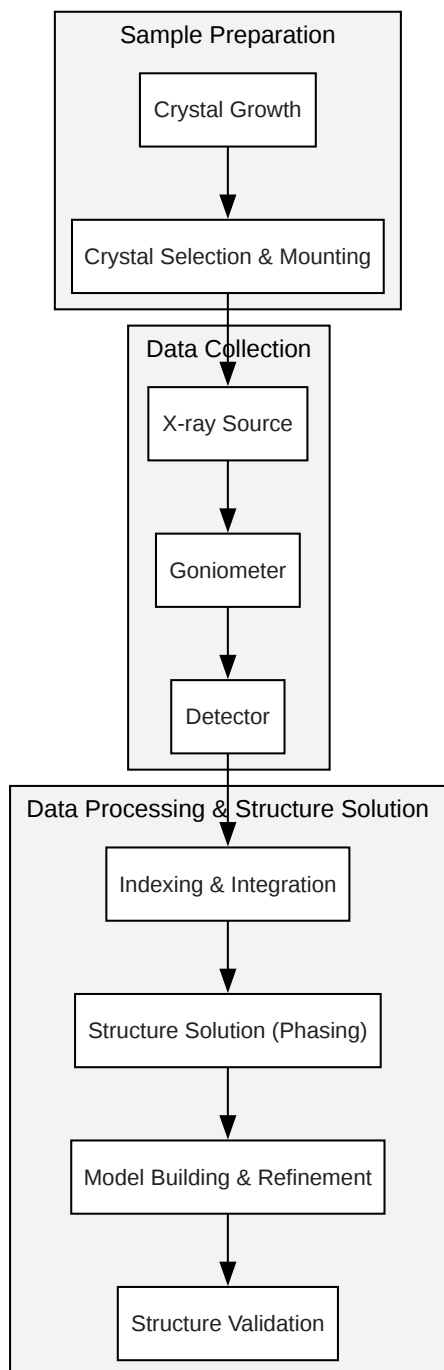 Sample Preparation
Crystal Growth
Crystal Selection & Mounting
Data Collection
X-ray Source
Goniometer
Detector
Data Processing & Structure Solution
Indexing & Integration
Structure Solution (Phasing)
Model Building & Refinement
Structure Validation